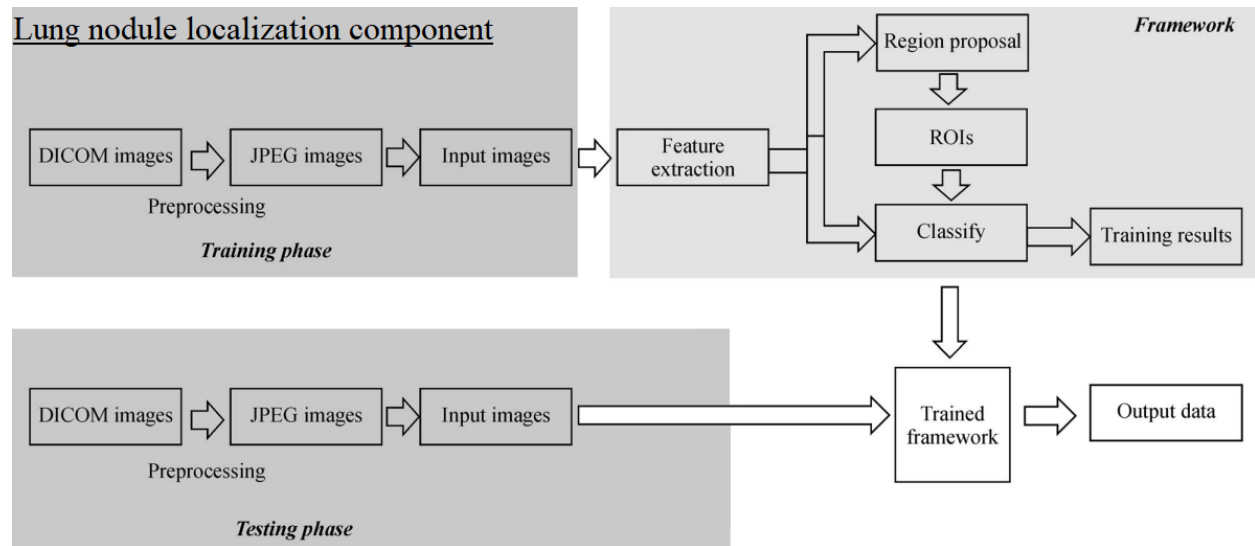 Lung nodule localization component
DICOM images
JPEG images
Input images
Preprocessing
Training phase
Framework
Feature
extraction
Region proposal
ROIs
Classify
Training results
DICOM images
JPEG images
Input images
Preprocessing
Testing phase
Trained
framework
Output data